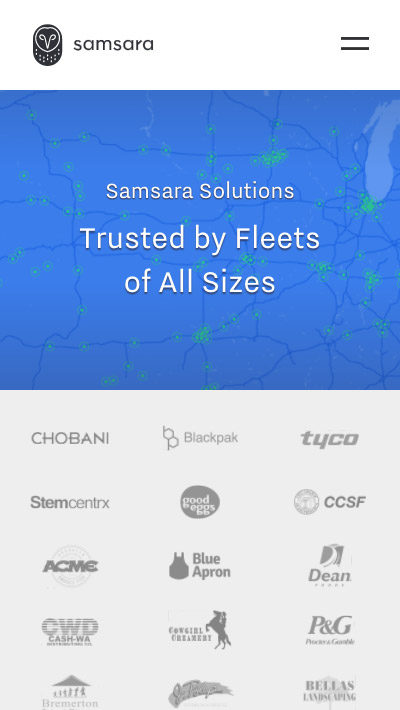 samsara
Samsara Solutions
Trusted by Fleets
of All Sizes
CHOBANI
Blackpak
tyco
Stemcentrx
good
eggs
CCSF
ACME
Blue
Apron
Dean
FOODS
CWD
CASH-WA
DISTRIBUTING CO.
COWGIRL
CREAMERY
P&G
Procter & Gamble
Bremerton
BELLAS
LANDSCAPING